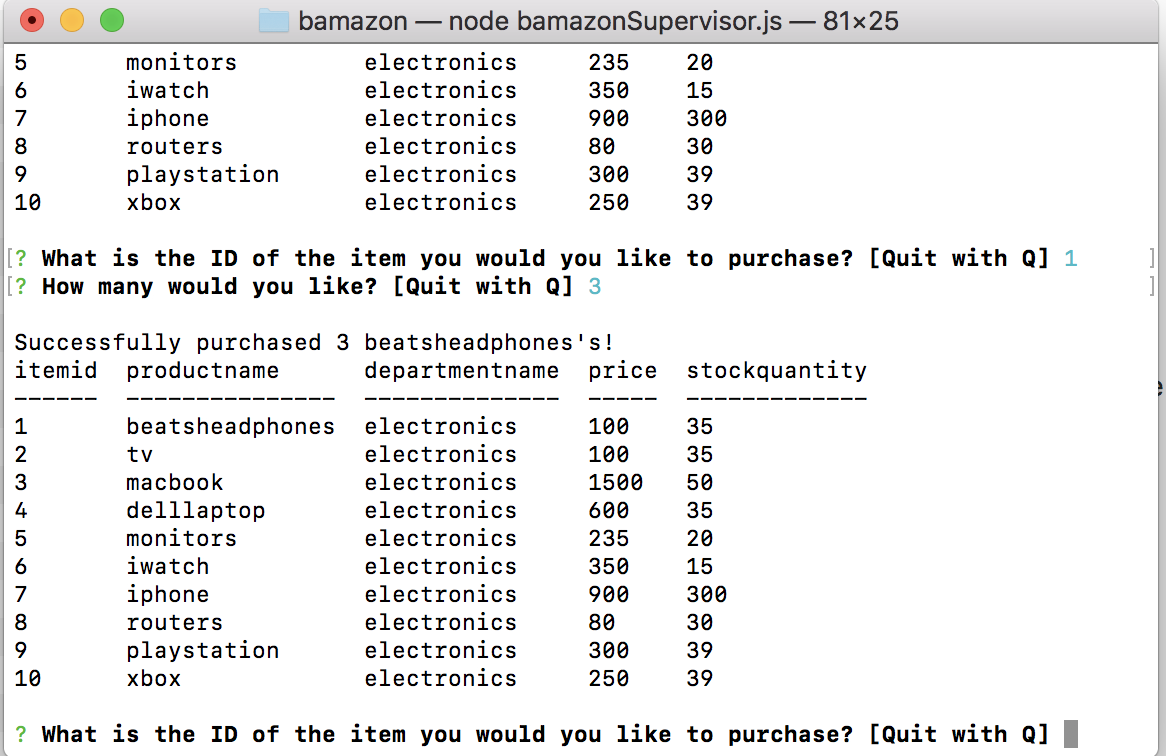 bamazon — node bamazonSupervisor.js — 81×25
5 monitors electronics 235 20
6 iwatch electronics 350 15
7 iphone electronics 900 300
8 routers electronics 80 30
9 playstation electronics 300 39
10 xbox electronics 250 39
[? What is the ID of the item you would you like to purchase? [Quit with Q] 1 ]
[? How many would you like? [Quit with Q] 3 ]
Successfully purchased 3 beatsheadphones's!
itemid productname departmentname price stockquantity
------ --------------- -------------- ----- -------------
1 beatsheadphones electronics 100 35
2 tv electronics 100 35
3 macbook electronics 1500 50
4 delllaptop electronics 600 35
5 monitors electronics 235 20
6 iwatch electronics 350 15
7 iphone electronics 900 300
8 routers electronics 80 30
9 playstation electronics 300 39
10 xbox electronics 250 39
? What is the ID of the item you would you like to purchase? [Quit with Q]